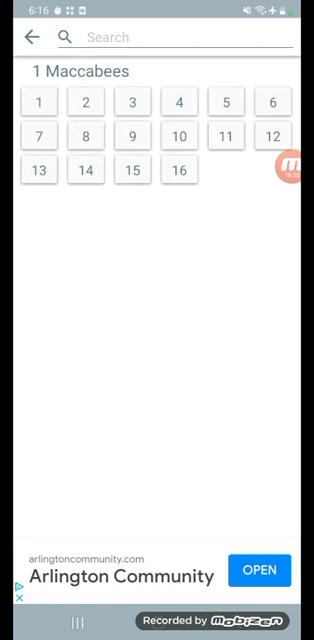 6:16
Search
1 Maccabees
1 2 3 4 5 6
7 8 9 10 11 12
13 14 15 16
arlingtoncommunity.com
Arlington Community
OPEN
Recorded by mobizen